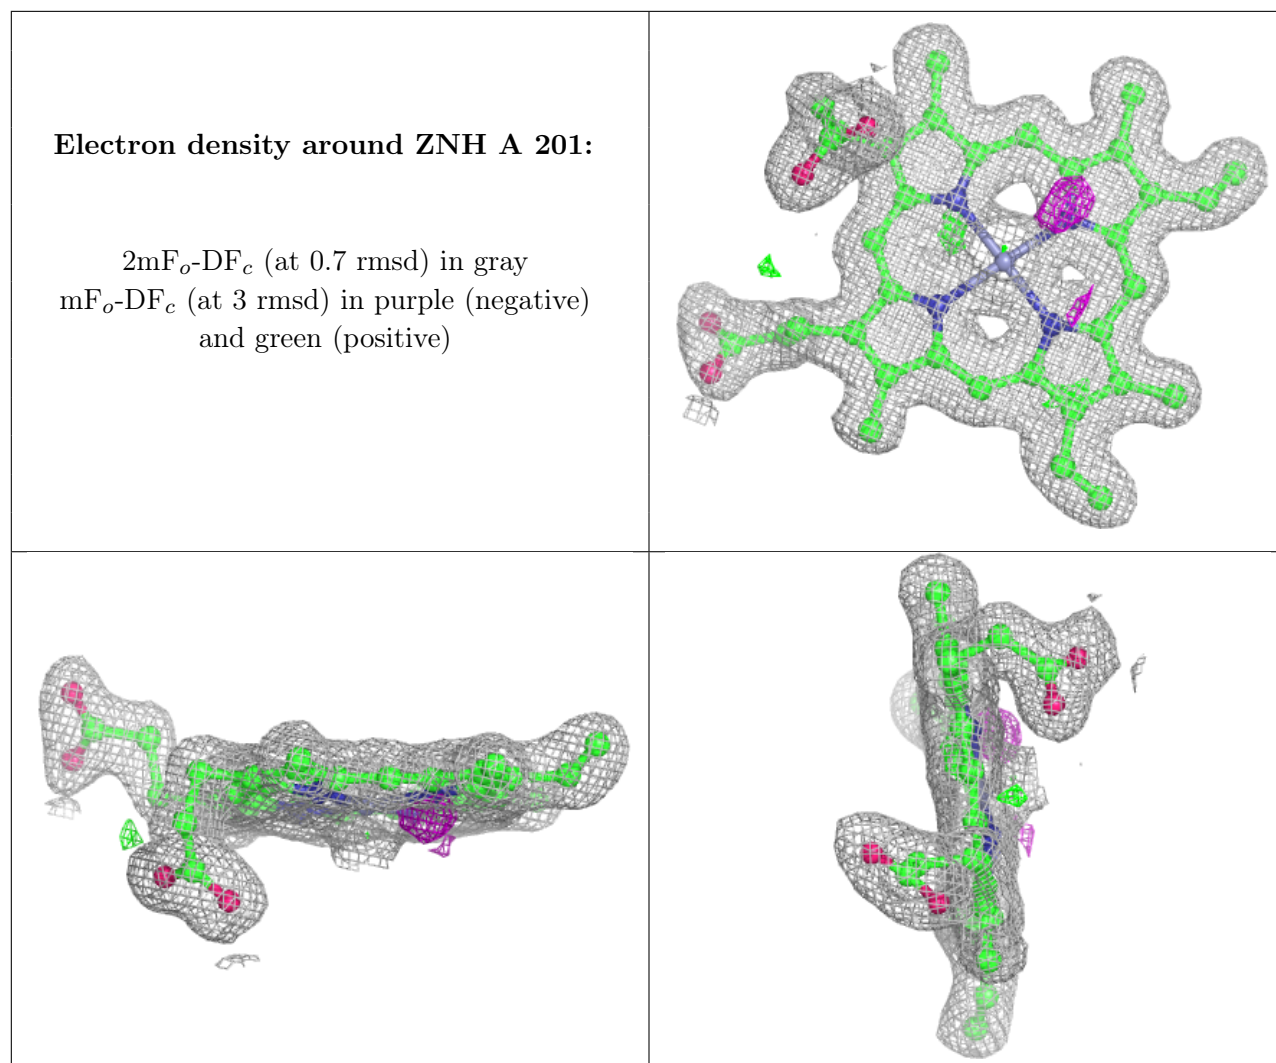 Electron density around ZNH A 201:
2mFo-DFc (at 0.7 rmsd) in gray
mFo-DFc (at 3 rmsd) in purple (negative)
and green (positive)